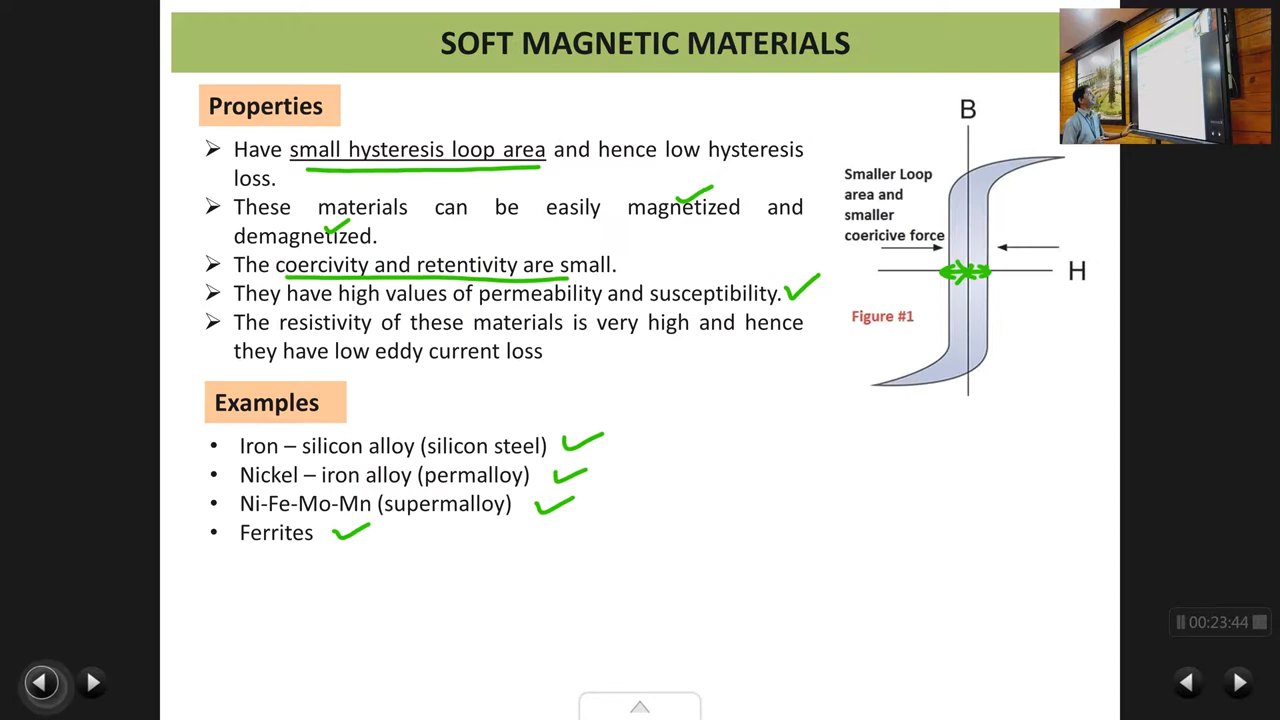 SOFT MAGNETIC MATERIALS
Properties
➢ Have small hysteresis loop area and hence low hysteresis
loss.
➢ These materials can be easily magnetized and
demagnetized.
➢ The coercivity and retentivity are small.
➢ They have high values of permeability and susceptibility.
➢ The resistivity of these materials is very high and hence
they have low eddy current loss
Examples
• Iron – silicon alloy (silicon steel)
• Nickel – iron alloy (permalloy)
• Ni-Fe-Mo-Mn (supermalloy)
• Ferrites
B
Smaller Loop
area and
smaller
coericive force
H
Figure #1
00:23:44